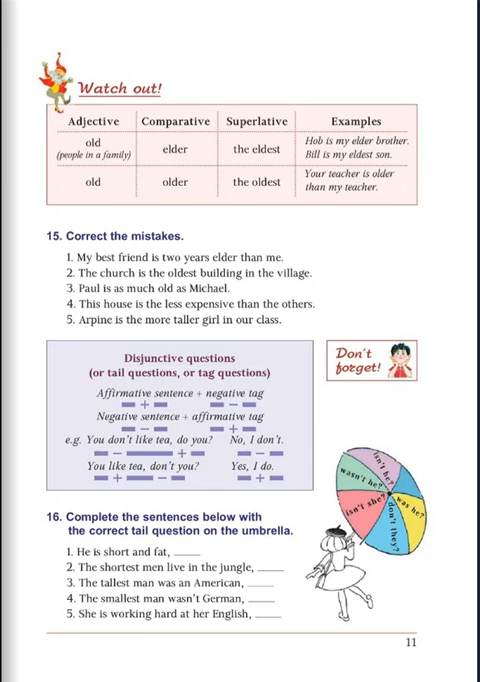 Watch out!
Adjective Comparative Superlative Examples
old elder the eldest Hob is my elder brother.
(people in a family) Bill is my eldest son.
old older the oldest Your teacher is older
than my teacher.
15. Correct the mistakes.
1. My best friend is two years elder than me.
2. The church is the oldest building in the village.
3. Paul is as much old as Michael.
4. This house is the less expensive than the others.
5. Arpine is the more taller girl in our class.
Disjunctive questions
(or tail questions, or tag questions)
Affirmative sentence + negative tag
Negative sentence + affirmative tag
e.g. You don't like tea, do you? No, I don't.
You like tea, don't you? Yes, I do.
Don't
forget!
isn't he?
wasn't he?
isn't she?
was he?
don't they?
16. Complete the sentences below with
the correct tail question on the umbrella.
1. He is short and fat, _____
2. The shortest men live in the jungle, _____
3. The tallest man was an American, _____
4. The smallest man wasn't German, _____
5. She is working hard at her English, _____
11